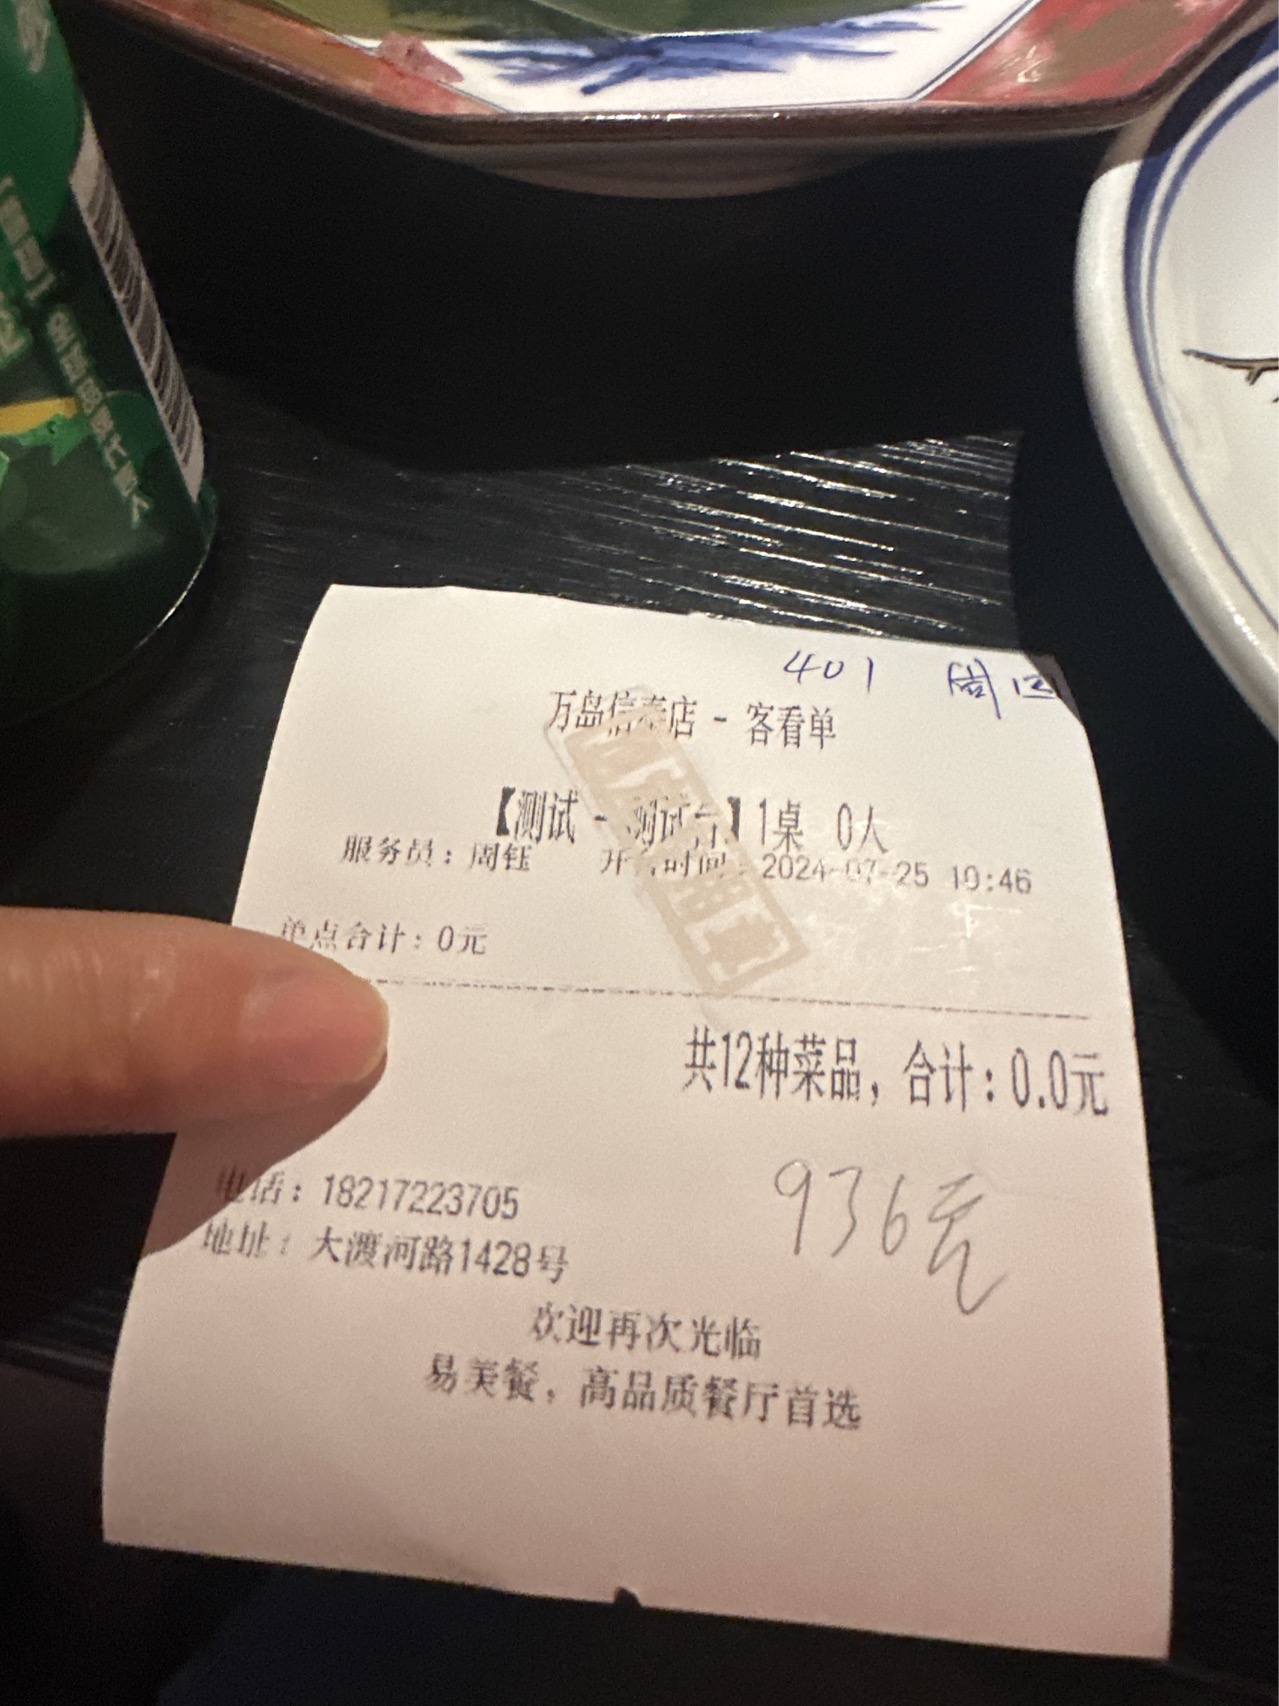 401 周
万岛信泰店 - 客看单
【测试 - 测试台】1桌 0人
服务员：周钰 开台时间：2024-07-25 19:46
单点合计：0元
共12种菜品，合计：0.0元
936元
电话：18217223705
地址：大渡河路1428号
欢迎再次光临
易美餐，高品质餐厅首选